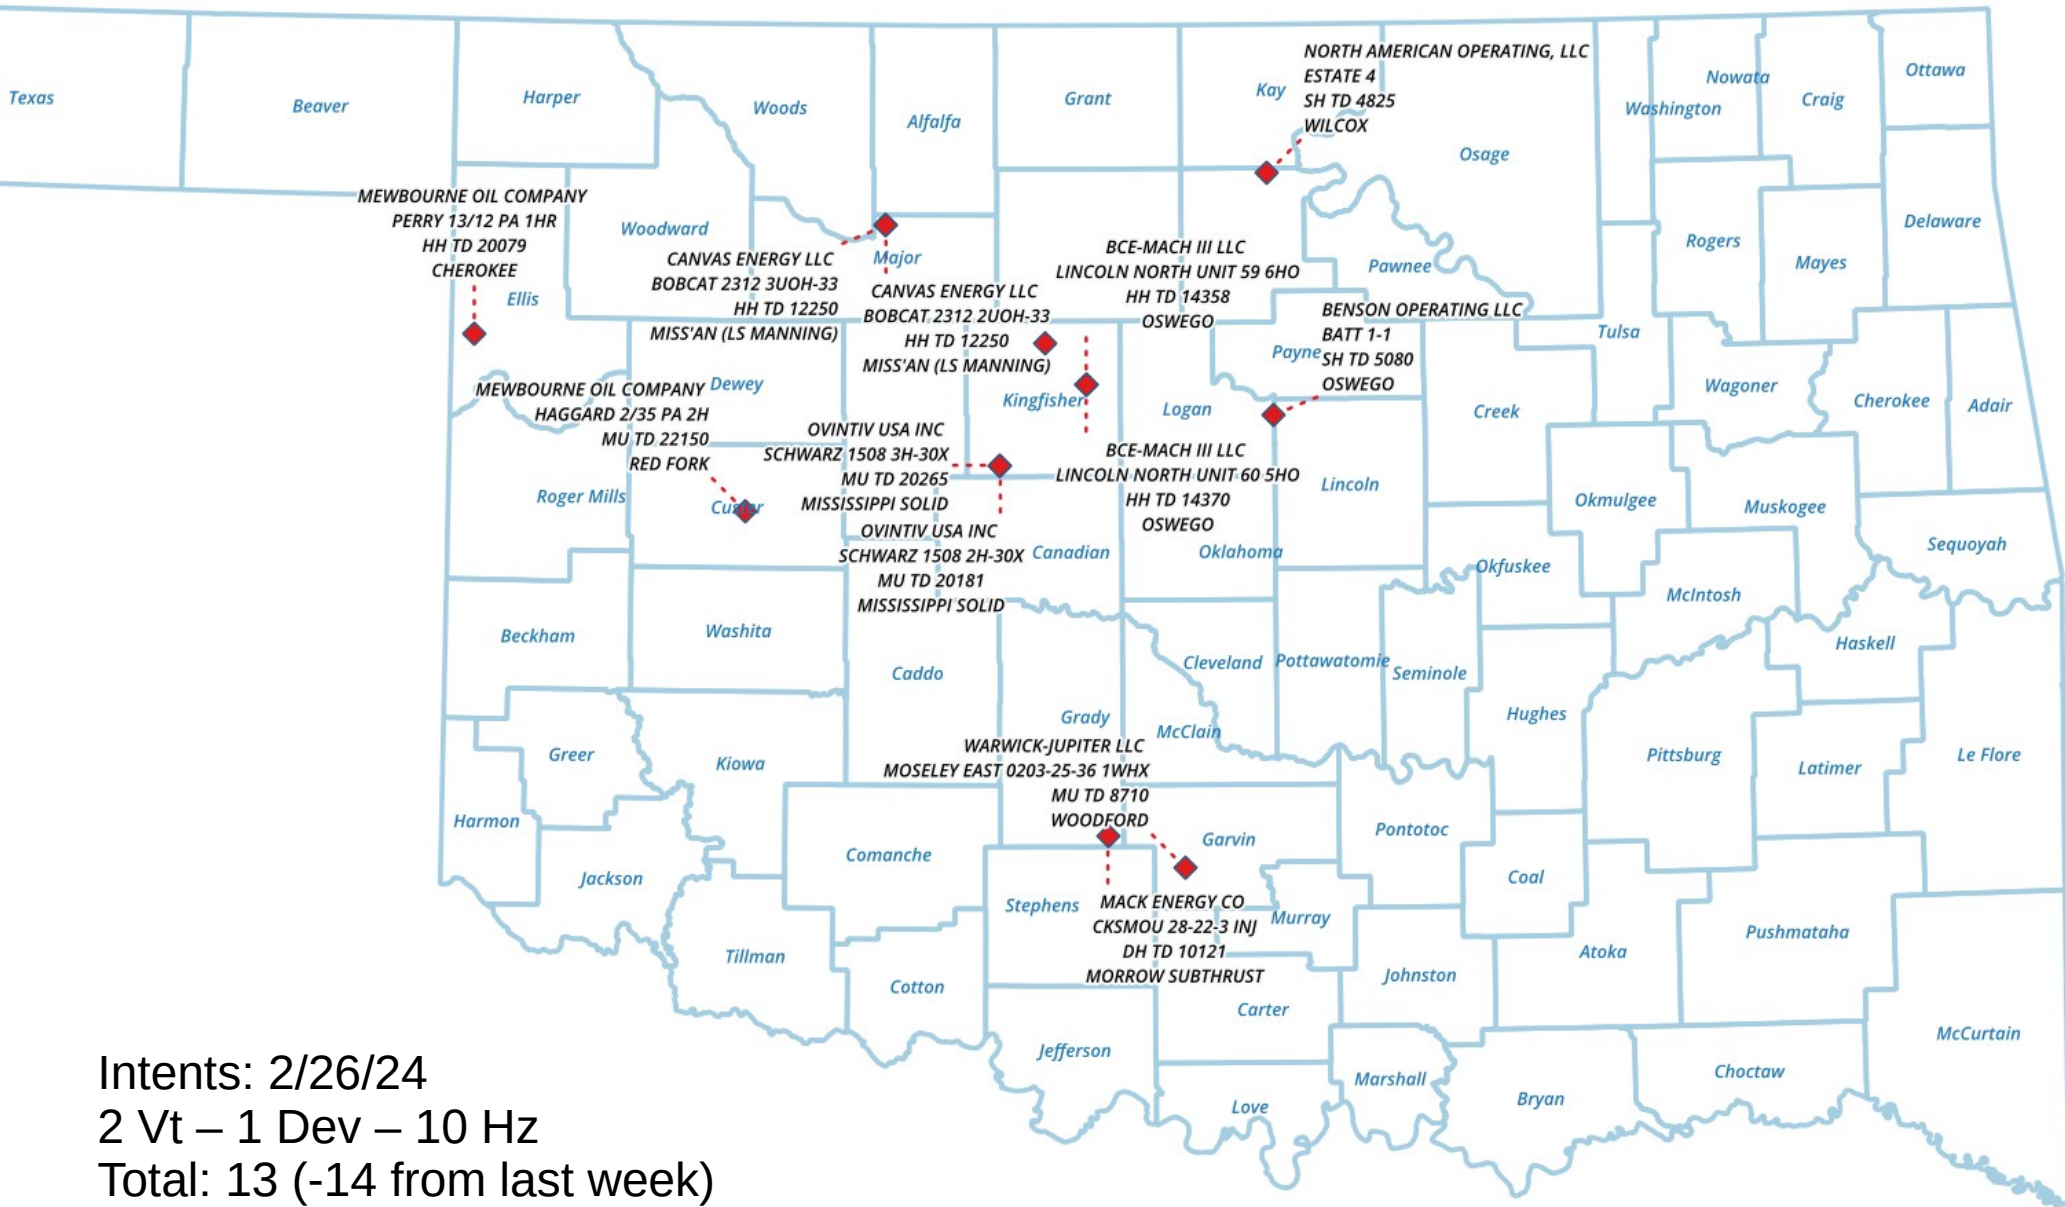 Texas
Beaver
Harper
Woods
Alfalfa
Grant
Kay
NORTH AMERICAN OPERATING, LLC
ESTATE 4
SH TD 4825
WILCOX
Osage
Washington
Nowata
Craig
Ottawa
Delaware
Rogers
Mayes
MEWBOURNE OIL COMPANY
PERRY 13/12 PA 1HR
HH TD 20079
CHEROKEE
Ellis
Woodward
CANVAS ENERGY LLC
BOBCAT 2312 3UOH-33
HH TD 12250
MISS'AN (LS MANNING)
Major
CANVAS ENERGY LLC
BOBCAT 2312 2UOH-33
HH TD 12250
MISS'AN (LS MANNING)
BCE-MACH III LLC
LINCOLN NORTH UNIT 59 6HO
HH TD 14358
OSWEGO
Pawnee
BENSON OPERATING LLC
BATT 1-1
SH TD 5080
OSWEGO
Payne
Tulsa
Wagoner
Cherokee
Adair
MEWBOURNE OIL COMPANY
HAGGARD 2/35 PA 2H
MU TD 22150
RED FORK
Dewey
Kingfisher
Logan
Creek
OVINTIV USA INC
SCHWARZ 1508 3H-30X
MU TD 20265
MISSISSIPPI SOLID
BCE-MACH III LLC
LINCOLN NORTH UNIT 60 5HO
HH TD 14370
OSWEGO
Lincoln
Okmulgee
Muskogee
Roger Mills
Custer
OVINTIV USA INC
SCHWARZ 1508 2H-30X
MU TD 20181
MISSISSIPPI SOLID
Canadian
Oklahoma
Okfuskee
McIntosh
Sequoyah
Beckham
Washita
Caddo
Cleveland
Pottawatomie
Seminole
Haskell
Hughes
Grady
McClain
Greer
Kiowa
Pittsburg
Latimer
Le Flore
WARWICK-JUPITER LLC
MOSELEY EAST 0203-25-36 1WHX
MU TD 8710
WOODFORD
Harmon
Jackson
Comanche
Garvin
Pontotoc
Coal
Stephens
MACK ENERGY CO
CKSMOU 28-22-3 INJ
DH TD 10121
MORROW SUBTHRUST
Murray
Tillman
Cotton
Johnston
Atoka
Pushmataha
Carter
Jefferson
Marshall
Love
Bryan
Choctaw
McCurtain
Intents: 2/26/24
2 Vt – 1 Dev – 10 Hz
Total: 13 (-14 from last week)